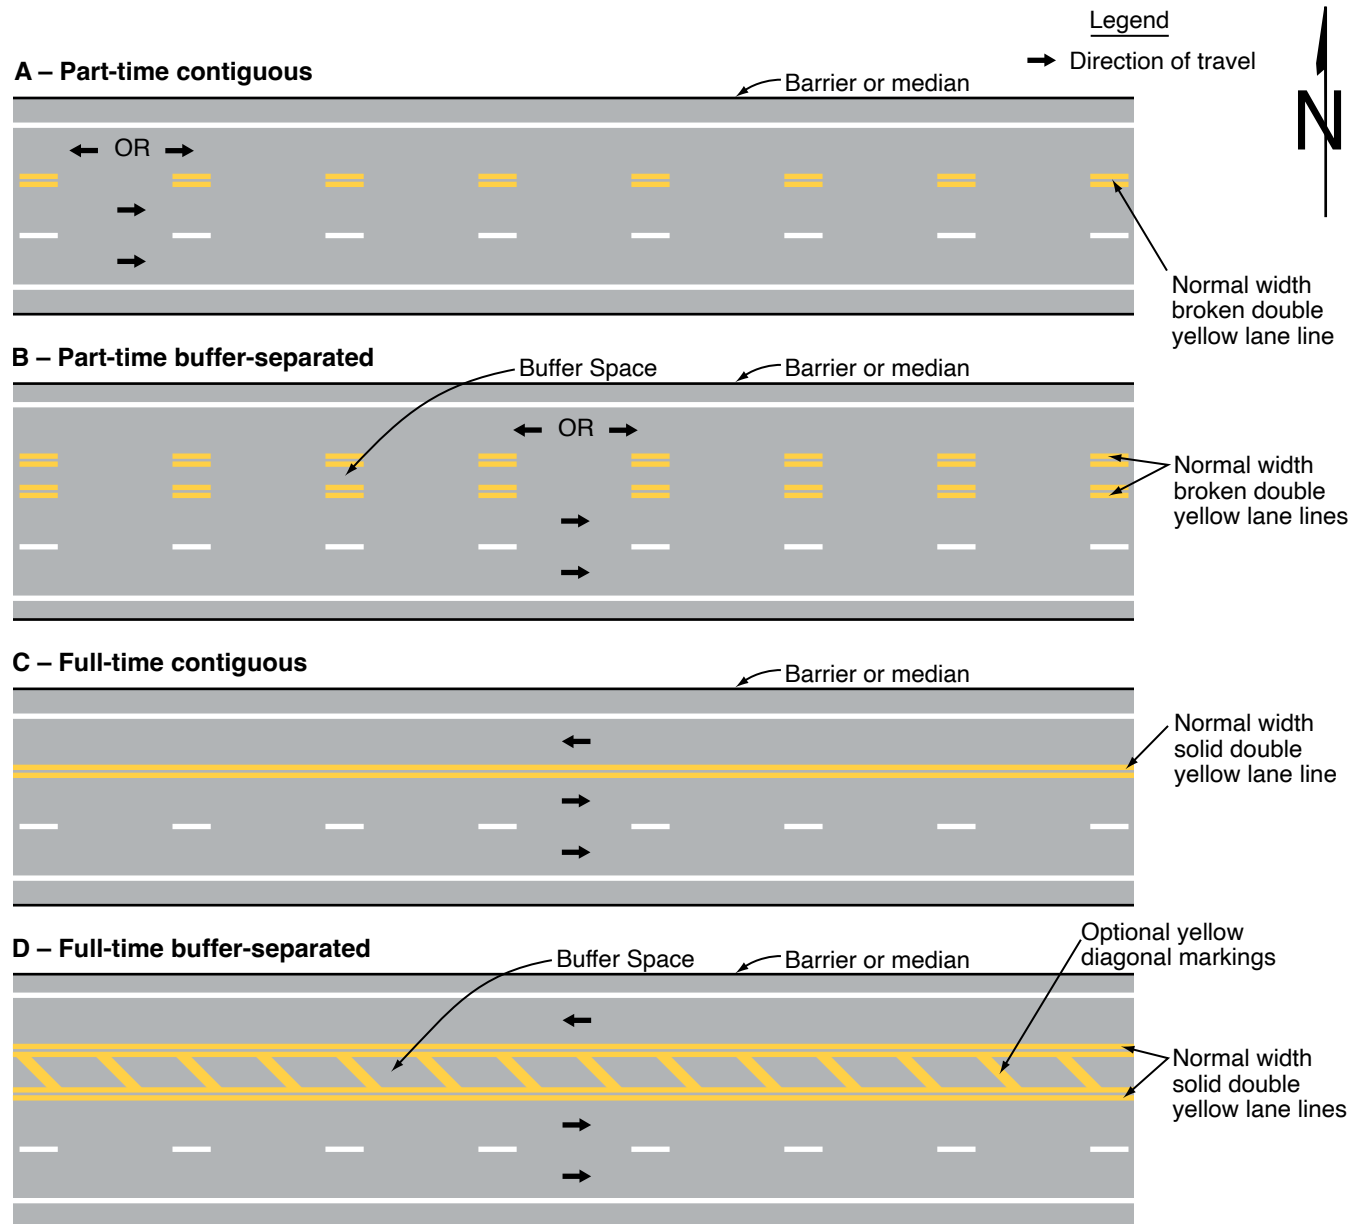 Legend
Direction of travel
N
A – Part-time contiguous
Barrier or median
OR
Normal width
broken double
yellow lane line
B – Part-time buffer-separated
Buffer Space
Barrier or median
OR
Normal width
broken double
yellow lane lines
C – Full-time contiguous
Barrier or median
Normal width
solid double
yellow lane line
D – Full-time buffer-separated
Buffer Space
Barrier or median
Optional yellow
diagonal markings
Normal width
solid double
yellow lane lines